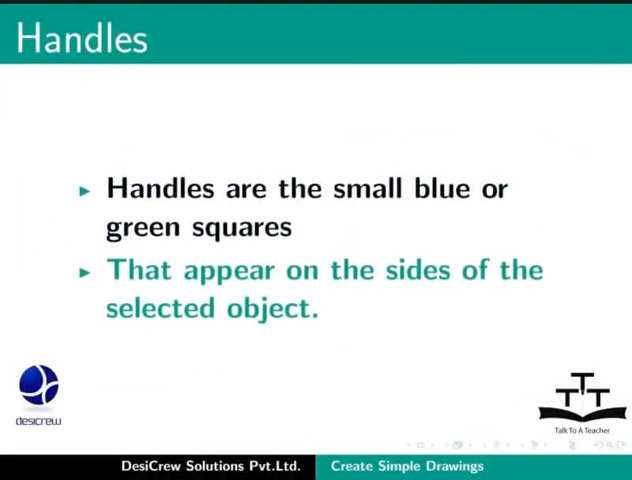 Handles
Handles are the small blue or
green squares
That appear on the sides of the
selected object.
desicrew
TTT
Talk To A Teacher
DesiCrew Solutions Pvt.Ltd. Create Simple Drawings